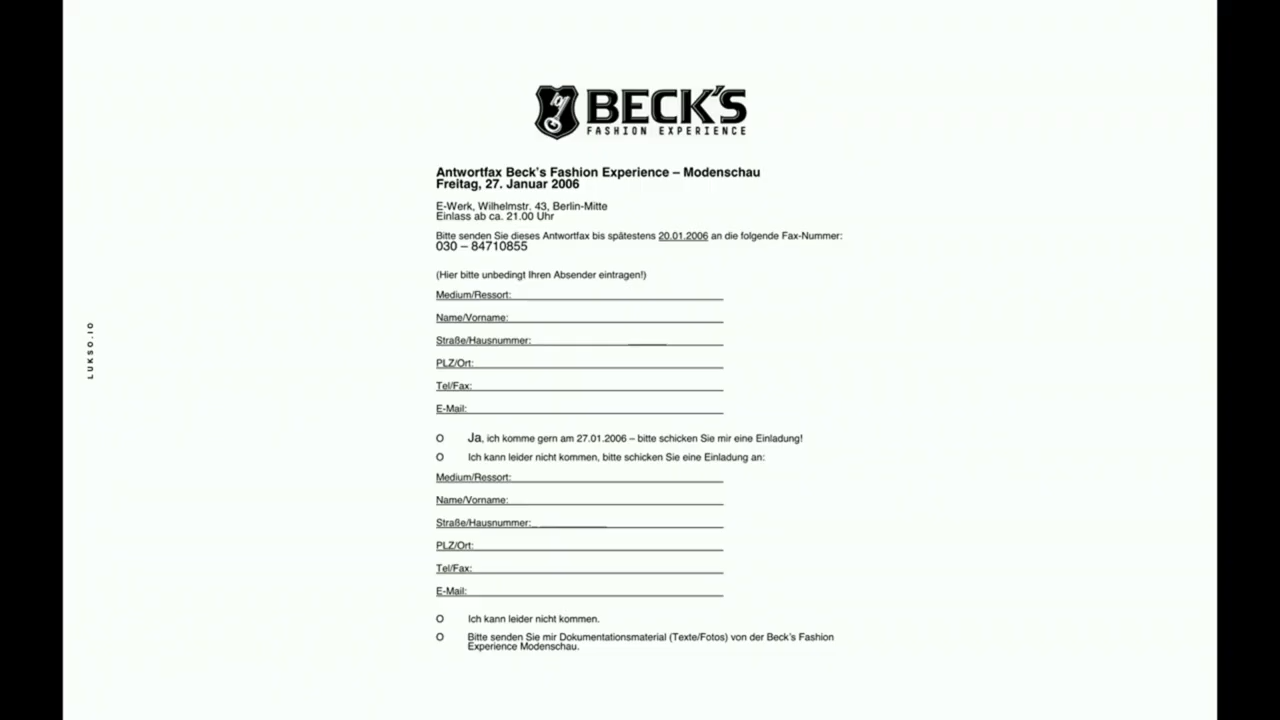 BECK'S
FASHION EXPERIENCE
Antwortfax Beck's Fashion Experience – Modenschau
Freitag, 27. Januar 2006
E-Werk, Wilhelmstr. 43, Berlin-Mitte
Einlass ab ca. 21.00 Uhr
Bitte senden Sie dieses Antwortfax bis spätestens 20.01.2006 an die folgende Fax-Nummer:
030 – 84710855
(Hier bitte unbedingt Ihren Absender eintragen!)
Medium/Ressort:
Name/Vorname:
Straße/Hausnummer:
PLZ/Ort:
Tel/Fax:
E-Mail:
O Ja, ich komme gern am 27.01.2006 – bitte schicken Sie mir eine Einladung!
O Ich kann leider nicht kommen, bitte schicken Sie eine Einladung an:
Medium/Ressort:
Name/Vorname:
Straße/Hausnummer:
PLZ/Ort:
Tel/Fax:
E-Mail:
O Ich kann leider nicht kommen.
O Bitte senden Sie mir Dokumentationsmaterial (Texte/Fotos) von der Beck's Fashion
Experience Modenschau.
LUKSO.IO